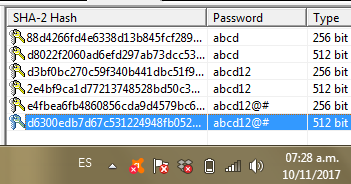 SHA-2 Hash Password Type
88d4266fd4e6338d13b845fcf289... abcd 256 bit
d8022f2060ad6efd297ab73dcc53... abcd 512 bit
d3bf0bc270c59f340b441dbc51f9... abcd12 256 bit
2e4bf9ca1d77213748528bd50c3... abcd12 512 bit
e4fbea6fb4860856cda9d4579bc6... abcd12@# 256 bit
d6300edb7d67c531224948fb052... abcd12@# 512 bit
ES 07:28 a.m.
10/11/2017